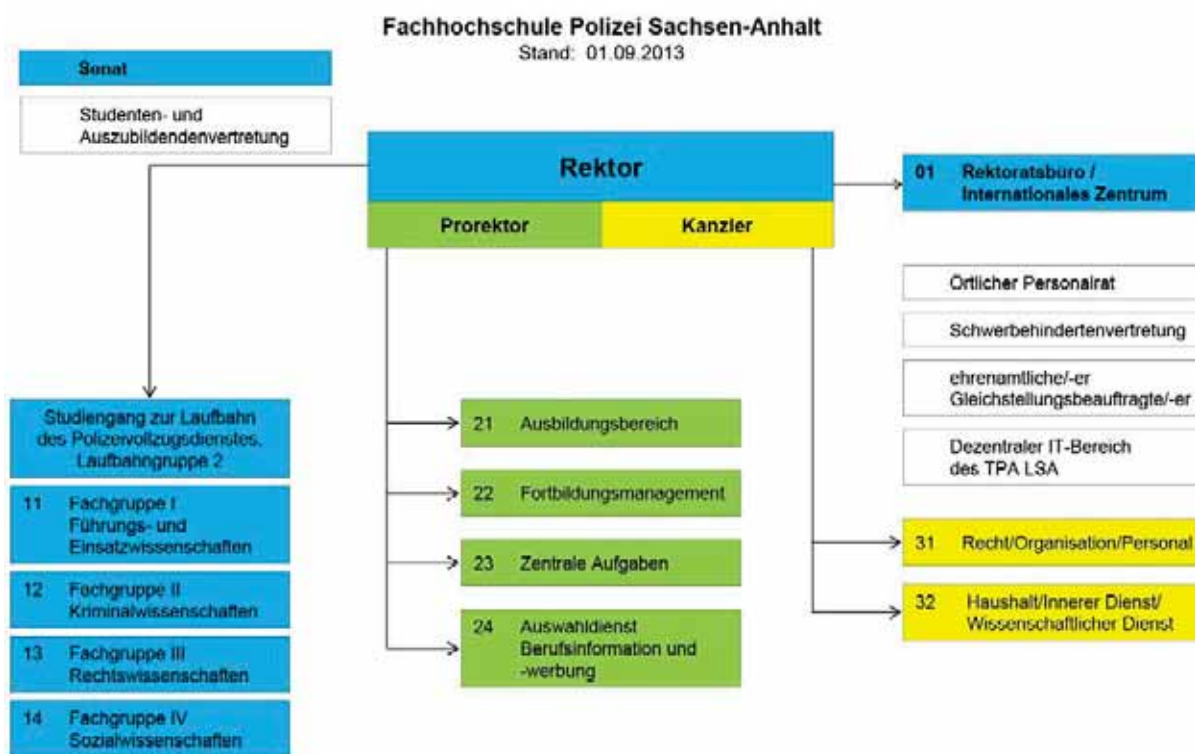 Fachhochschule Polizei Sachsen-Anhalt
Stand: 01.09.2013
Senat
Studenten- und
Auszubildendenvertretung
Rektor
Prorektor
Kanzler
01 Rektoratsbüro /
Internationales Zentrum
Örtlicher Personalrat
Schwerbehindertenvertretung
ehrenamtliche/-er
Gleichstellungsbeauftragte/-er
Dezentraler IT-Bereich
des TPA LSA
Studiengang zur Laufbahn
des Polizeivollzugsdienstes,
Laufbahngruppe 2
11 Fachgruppe I
Führungs- und
Einsatzwissenschaften
12 Fachgruppe II
Kriminalwissenschaften
13 Fachgruppe III
Rechtswissenschaften
14 Fachgruppe IV
Sozialwissenschaften
21 Ausbildungsbereich
22 Fortbildungsmanagement
23 Zentrale Aufgaben
24 Auswahldienst
Berufsinformation und
-werbung
31 Recht/Organisation/Personal
32 Haushalt/Innerer Dienst/
Wissenschaftlicher Dienst